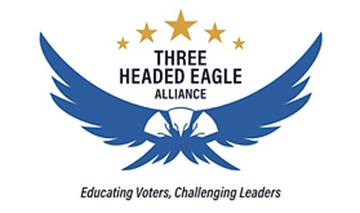 THREE
HEADED EAGLE
ALLIANCE
Educating Voters, Challenging Leaders